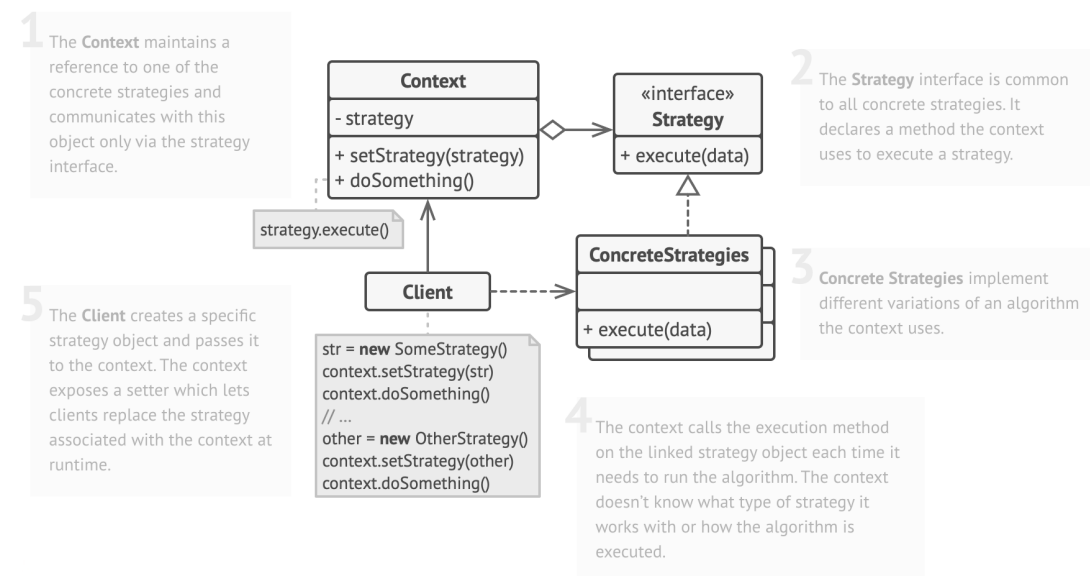 1
The Context maintains a
reference to one of the
concrete strategies and
communicates with this
object only via the strategy
interface.
Context
- strategy
+ setStrategy(strategy)
+ doSomething()
strategy.execute()
«interface»
Strategy
+ execute(data)
2
The Strategy interface is common
to all concrete strategies. It
declares a method the context
uses to execute a strategy.
Client
ConcreteStrategies
+ execute(data)
3
Concrete Strategies implement
different variations of an algorithm
the context uses.
5
The Client creates a specific
strategy object and passes it
to the context. The context
exposes a setter which lets
clients replace the strategy
associated with the context at
runtime.
str = new SomeStrategy()
context.setStrategy(str)
context.doSomething()
// ...
other = new OtherStrategy()
context.setStrategy(other)
context.doSomething()
4
The context calls the execution method
on the linked strategy object each time it
needs to run the algorithm. The context
doesn't know what type of strategy it
works with or how the algorithm is
executed.